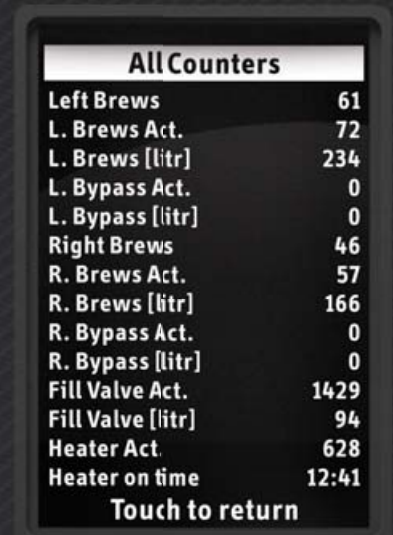 All Counters
Left Brews 61
L. Brews Act. 72
L. Brews [litr] 234
L. Bypass Act. 0
L. Bypass [litr] 0
Right Brews 46
R. Brews Act. 57
R. Brews [litr] 166
R. Bypass Act. 0
R. Bypass [litr] 0
Fill Valve Act. 1429
Fill Valve [litr] 94
Heater Act. 628
Heater on time 12:41
Touch to return